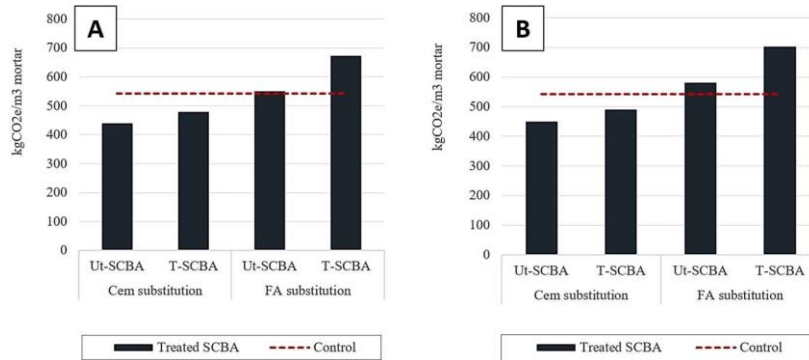 A
kgCO2e/m3 mortar
800
700
600
500
400
300
200
100
0
Ut-SCBA T-SCBA Ut-SCBA T-SCBA
Cem substitution FA substitution
Treated SCBA Control
B
kgCO2e/m3 mortar
800
700
600
500
400
300
200
100
0
Ut-SCBA T-SCBA Ut-SCBA T-SCBA
Cem substitution FA substitution
Treated SCBA Control